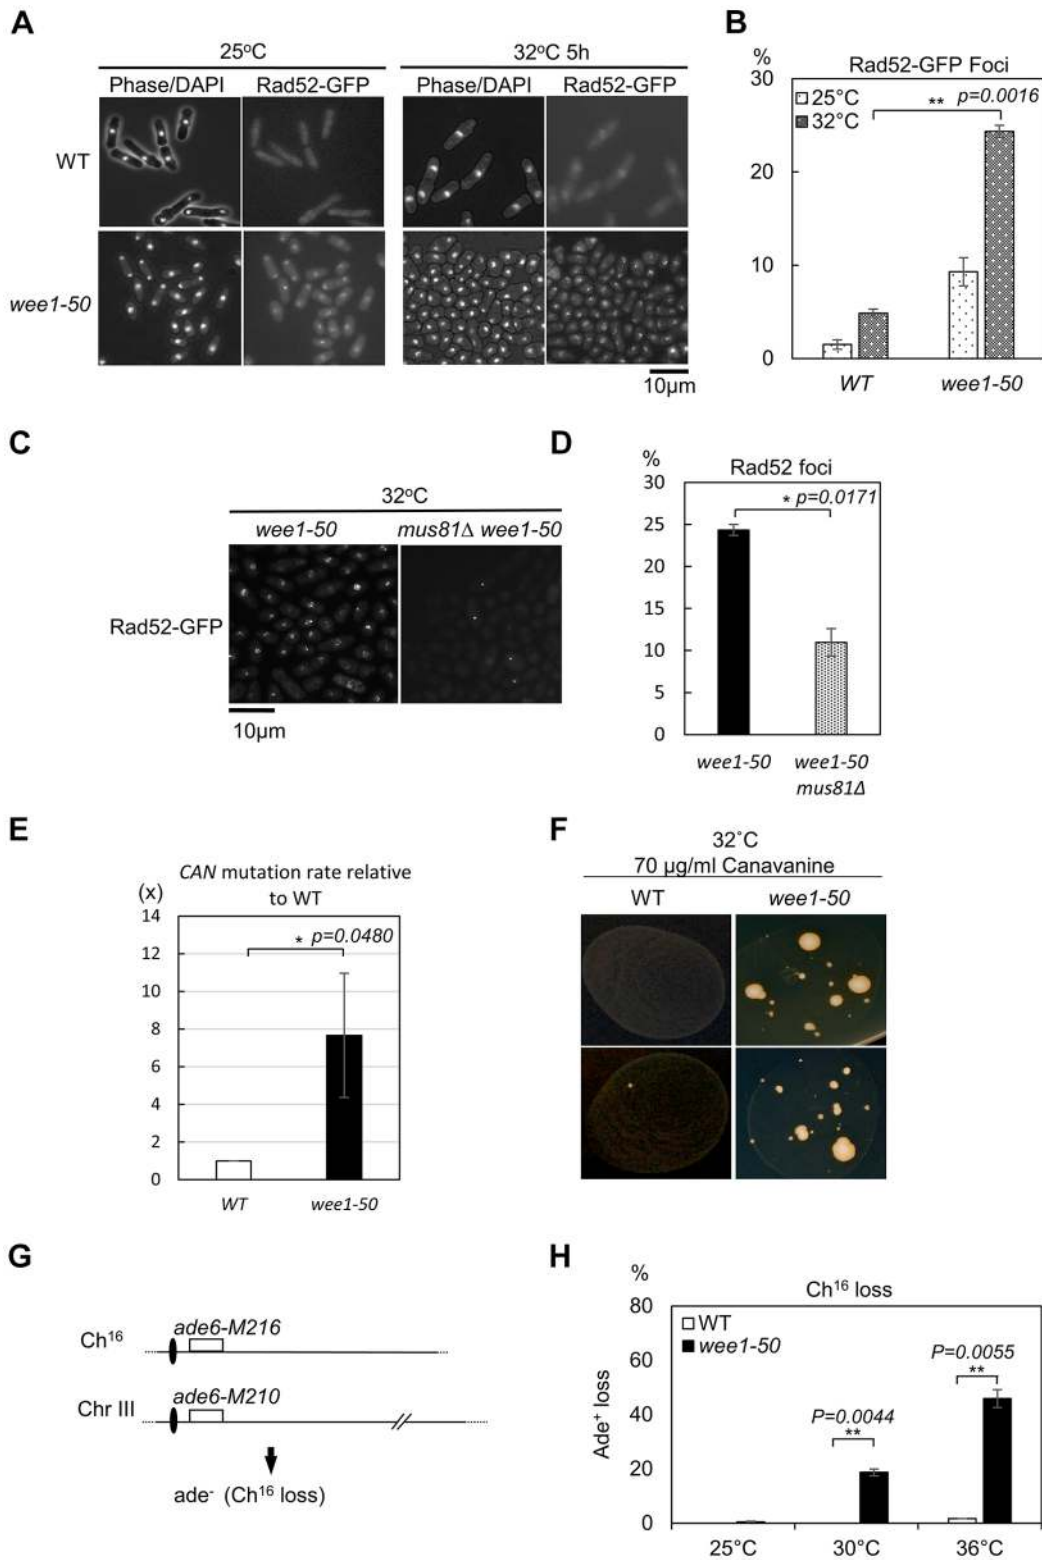 A
25°C
32°C 5h
Phase/DAPI
Rad52-GFP
Phase/DAPI
Rad52-GFP
WT
wee1-50
10µm
B
%
Rad52-GFP Foci
30
25°C
32°C
** p=0.0016
20
10
0
WT
wee1-50
C
32°C
wee1-50
mus81Δ wee1-50
Rad52-GFP
10µm
D
%
Rad52 foci
30
* p=0.0171
25
20
15
10
5
0
wee1-50
wee1-50
mus81Δ
E
CAN mutation rate relative
to WT
(x)
14
* p=0.0480
12
10
8
6
4
2
0
WT
wee1-50
F
32˚C
70 µg/ml Canavanine
WT
wee1-50
G
Ch16
ade6-M216
Chr III
ade6-M210
ade- (Ch16 loss)
H
%
Ch16 loss
80
WT
wee1-50
P=0.0055
**
60
40
P=0.0044
**
20
0
Ade+ loss
25°C
30°C
36°C